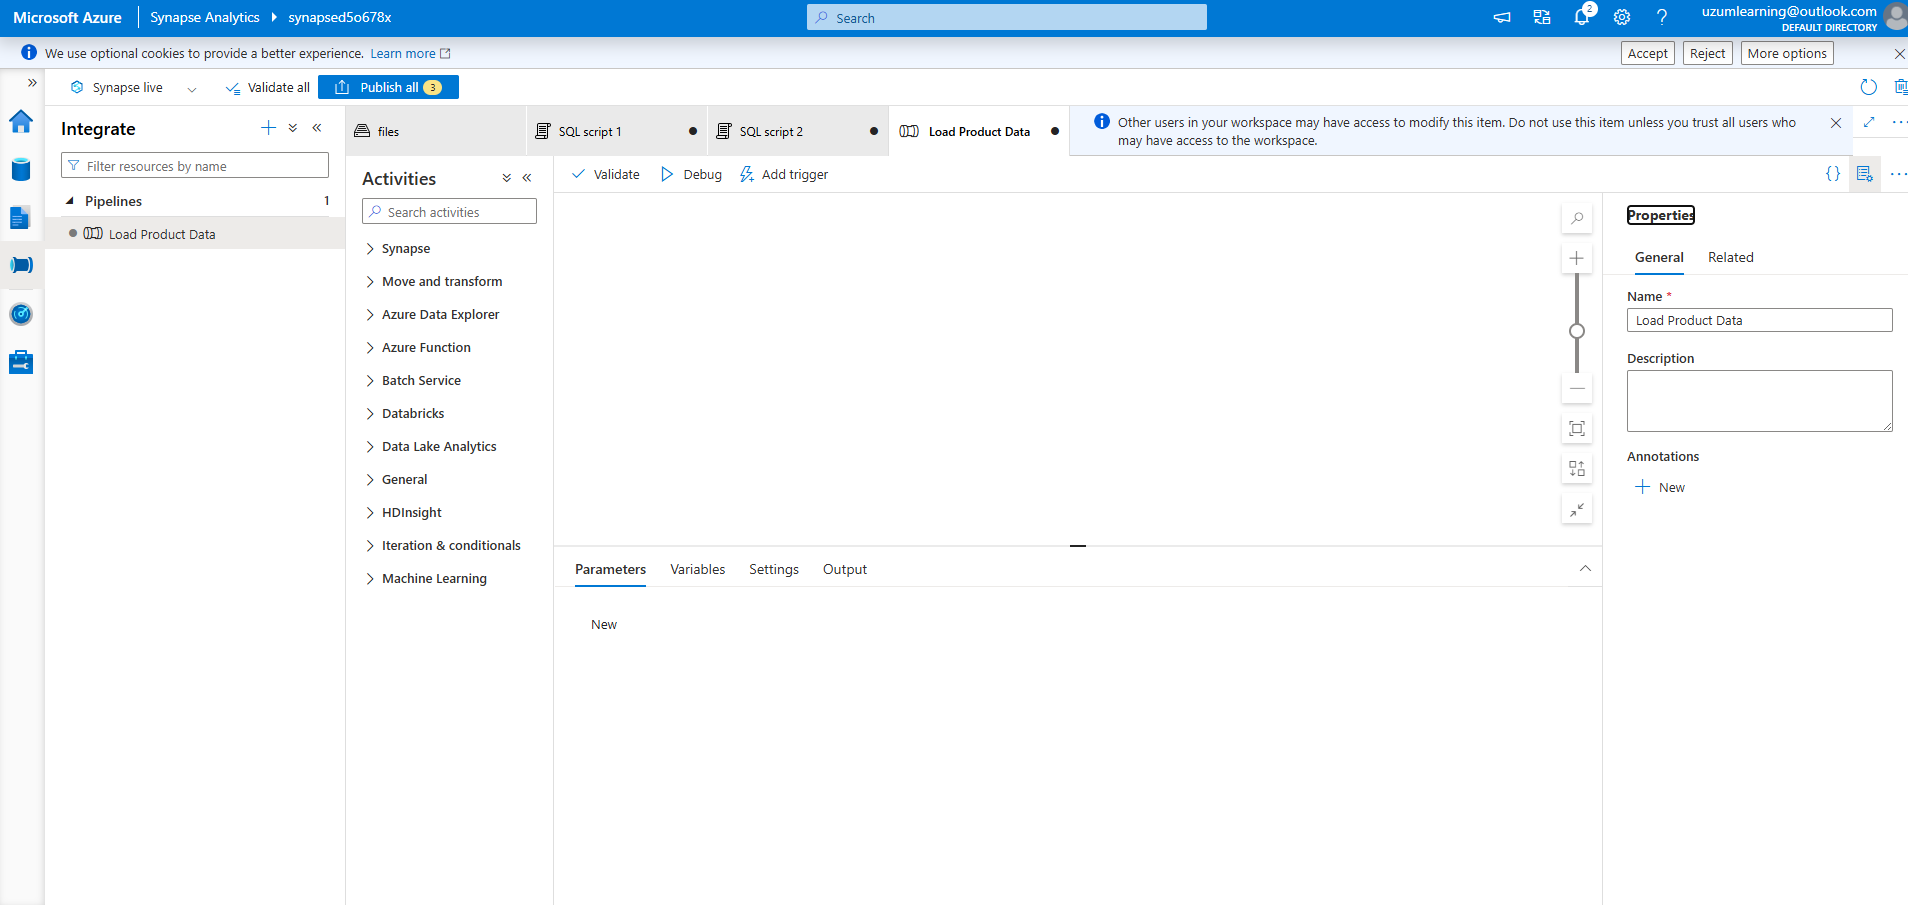 Microsoft Azure
Synapse Analytics
synapsed5o678x
Search
2
uzumlearning@outlook.com
DEFAULT DIRECTORY
We use optional cookies to provide a better experience. Learn more
Accept
Reject
More options
Synapse live
Validate all
Publish all 3
Integrate
Filter resources by name
Pipelines 1
Load Product Data
files
SQL script 1
SQL script 2
Load Product Data
Other users in your workspace may have access to modify this item. Do not use this item unless you trust all users who
may have access to the workspace.
Activities
Search activities
Synapse
Move and transform
Azure Data Explorer
Azure Function
Batch Service
Databricks
Data Lake Analytics
General
HDInsight
Iteration & conditionals
Machine Learning
Validate
Debug
Add trigger
{}
Parameters
Variables
Settings
Output
New
Properties
General
Related
Name *
Load Product Data
Description
Annotations
New